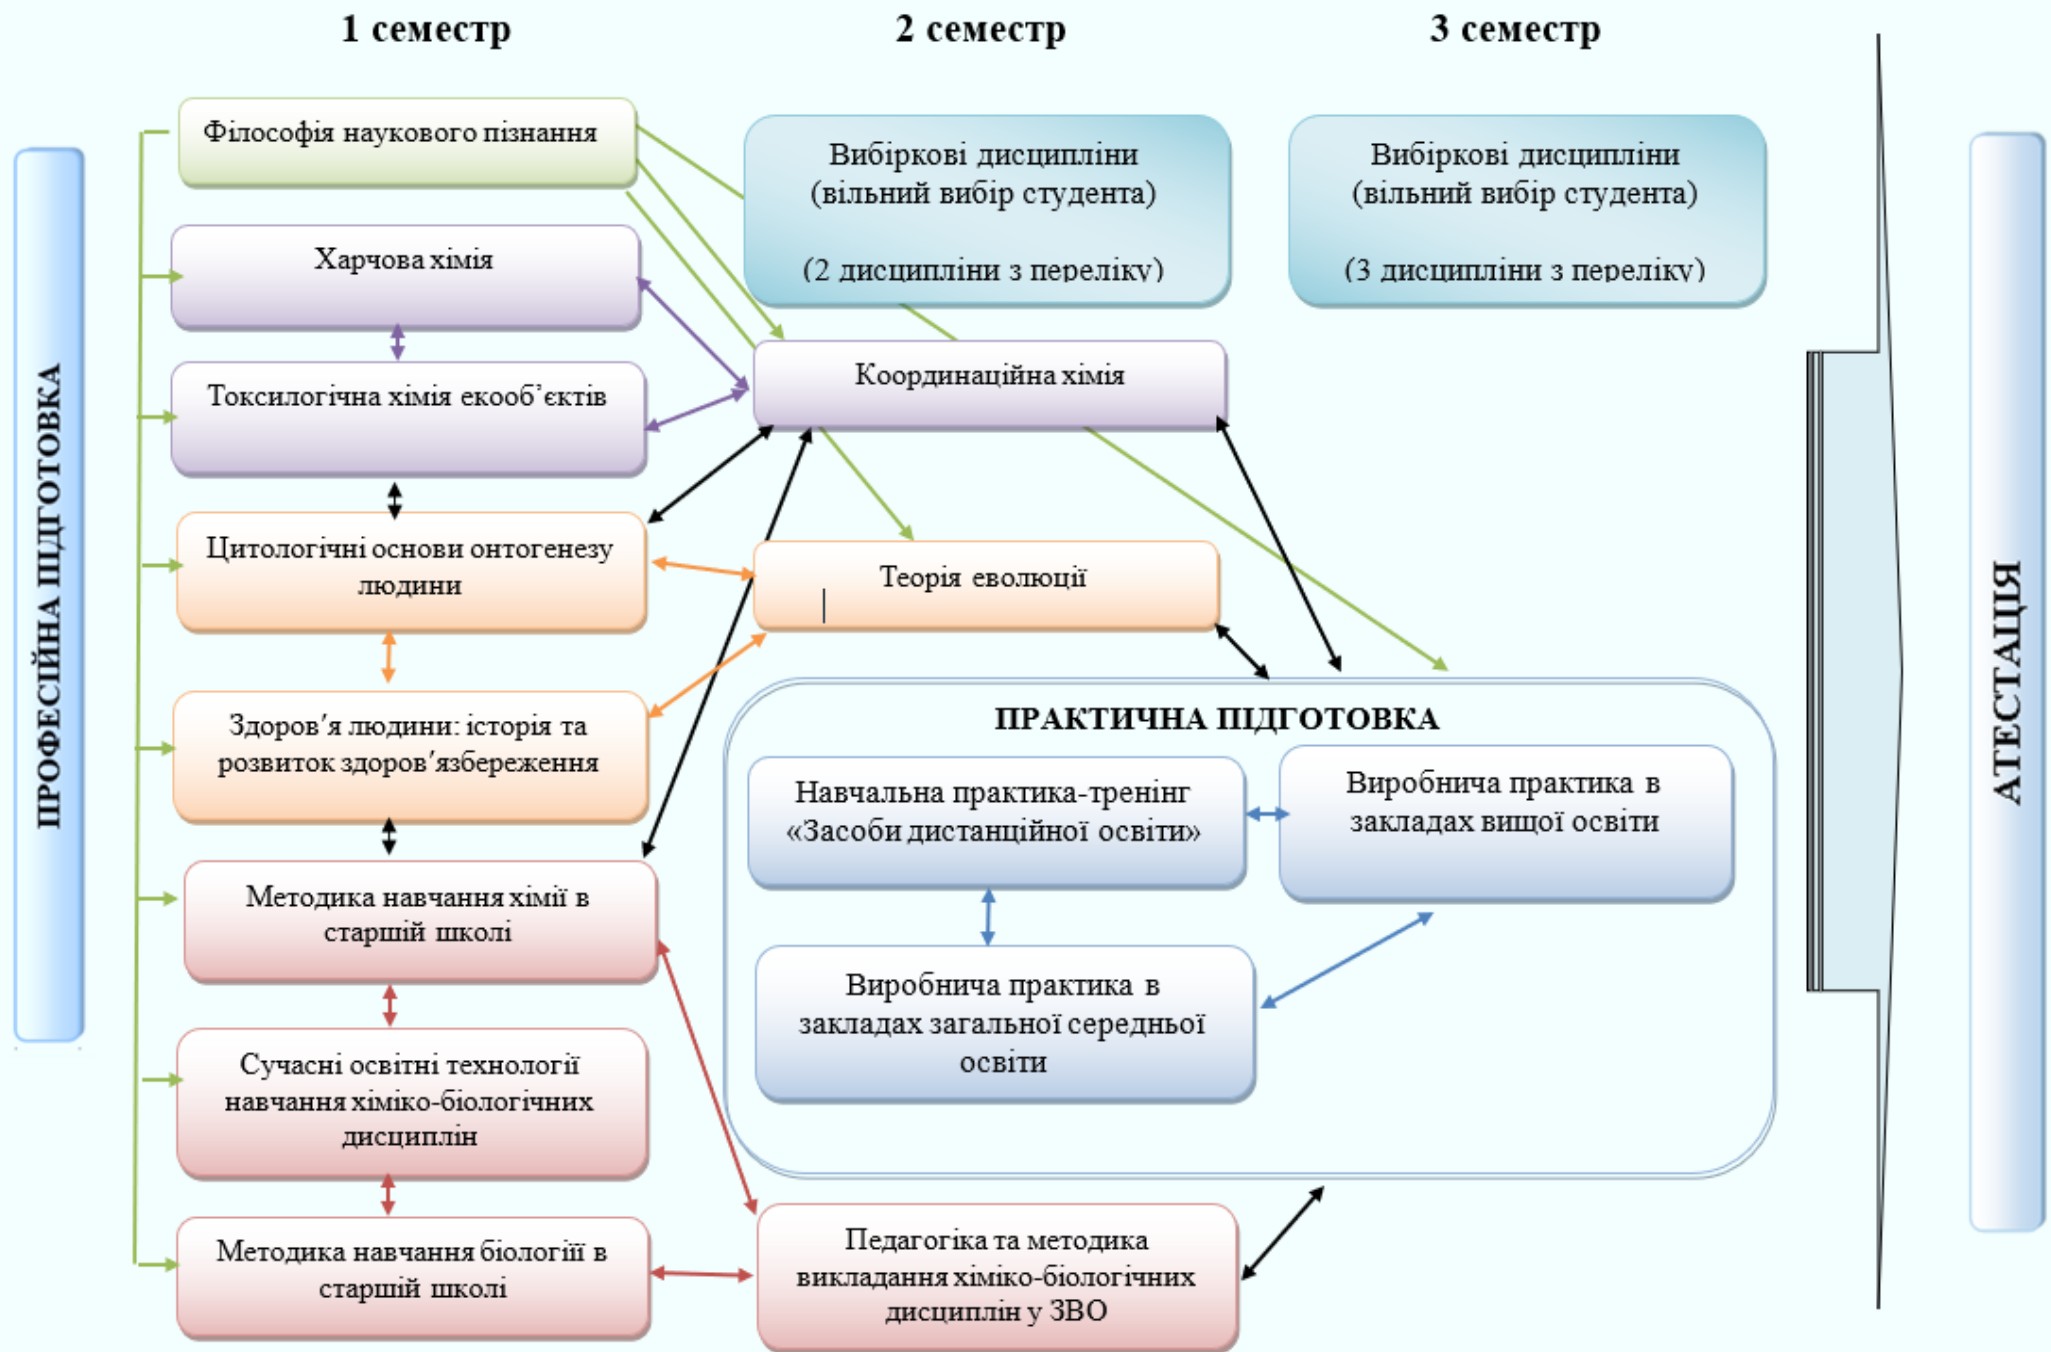 1 семестр
2 семестр
3 семестр
ПРОФЕСІЙНА ПІДГОТОВКА
Філософія наукового пізнання
Харчова хімія
Токсилогічна хімія екооб’єктів
Цитологічні основи онтогенезу
людини
Здоров'я людини: історія та
розвиток здоров'язбереження
Методика навчання хімії в
старшій школі
Сучасні освітні технології
навчання хіміко-біологічних
дисциплін
Методика навчання біологіїї в
старшій школі
Вибіркові дисципліни
(вільний вибір студента)
(2 дисципліни з переліку)
Координаційна хімія
Теорія еволюції
Вибіркові дисципліни
(вільний вибір студента)
(3 дисципліни з переліку)
ПРАКТИЧНА ПІДГОТОВКА
Навчальна практика-тренінг
«Засоби дистанційної освіти»
Виробнича практика в
закладах вищої освіти
Виробнича практика в
закладах загальної середньої
освіти
Педагогіка та методика
викладання хіміко-біологічних
дисциплін у ЗВО
АТЕСТАЦІЯ